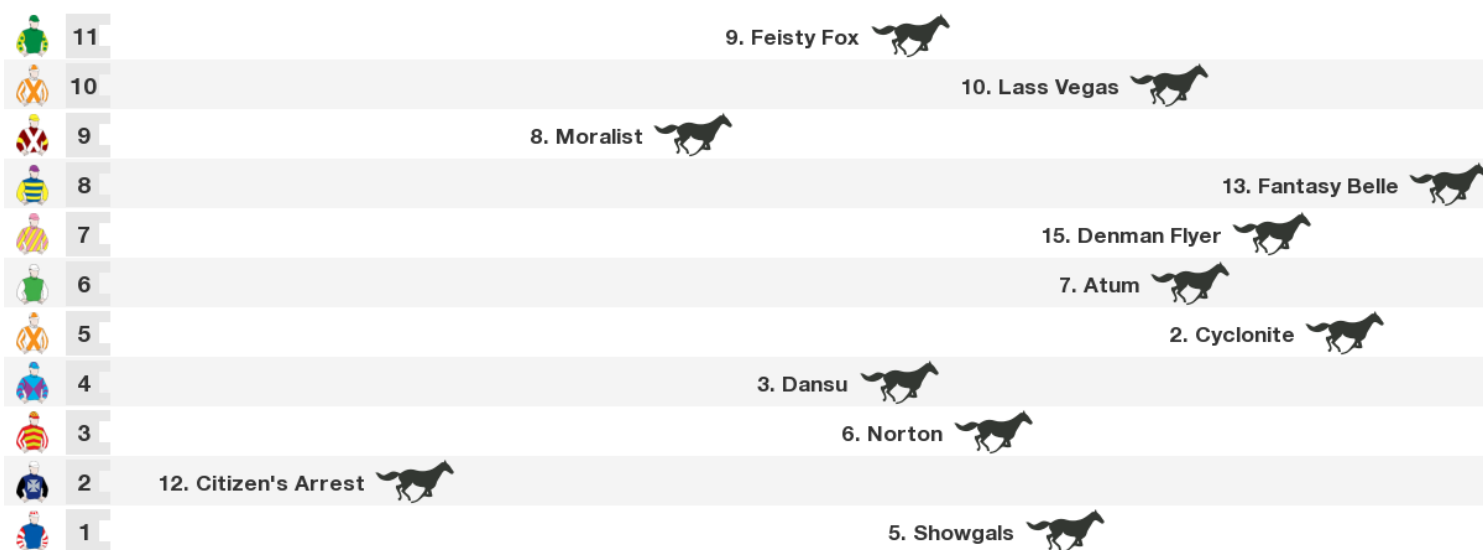 11 9. Feisty Fox
10 10. Lass Vegas
9 8. Moralist
8 13. Fantasy Belle
7 15. Denman Flyer
6 7. Atum
5 2. Cyclonite
4 3. Dansu
3 6. Norton
2 12. Citizen's Arrest
1 5. Showgals